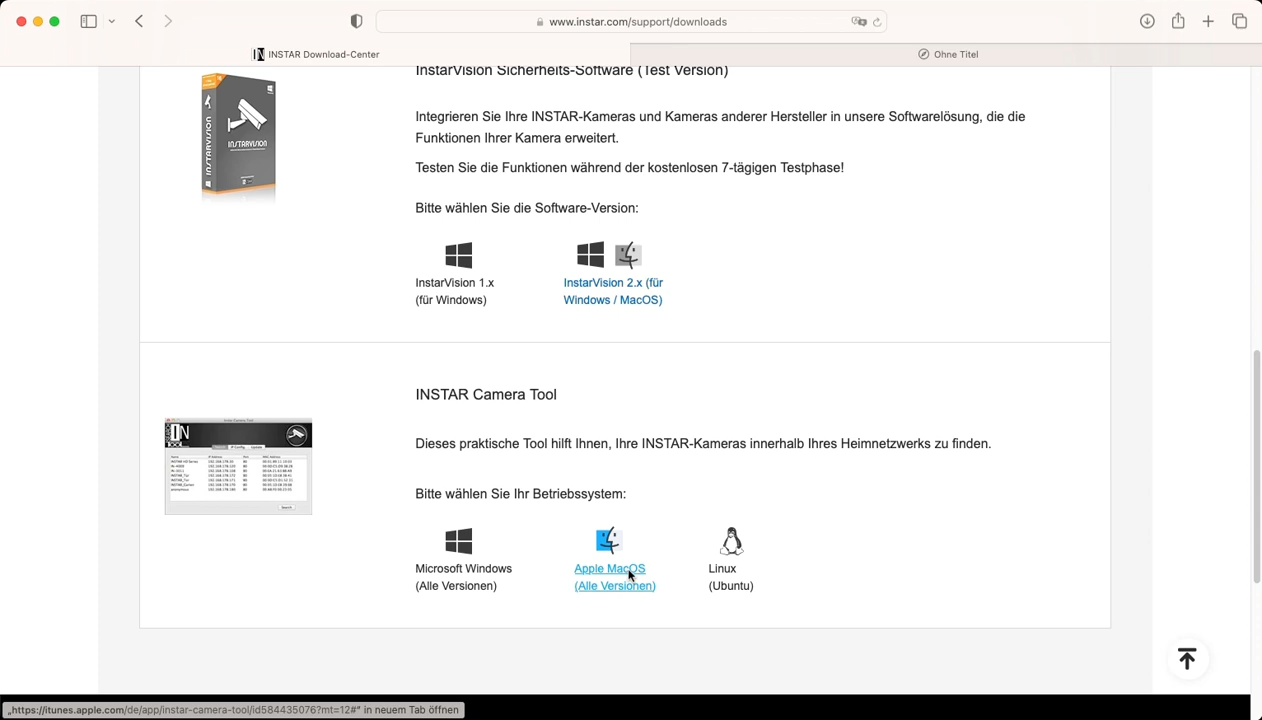 www.instar.com/support/downloads
INSTAR Download-Center
Ohne Titel
InstarVision Sicherheits-Software (Test Version)
Integrieren Sie Ihre INSTAR-Kameras und Kameras anderer Hersteller in unsere Softwarelösung, die die
Funktionen Ihrer Kamera erweitert.
Testen Sie die Funktionen während der kostenlosen 7-tägigen Testphase!
Bitte wählen Sie die Software-Version:
INSTARVISION
INSTARVISION
InstarVision 1.x
(für Windows)
InstarVision 2.x (für
Windows / MacOS)
INSTAR Camera Tool
Dieses praktische Tool hilft Ihnen, Ihre INSTAR-Kameras innerhalb Ihres Heimnetzwerks zu finden.
Bitte wählen Sie Ihr Betriebssystem:
Microsoft Windows
(Alle Versionen)
Apple MacOS
(Alle Versionen)
Linux
(Ubuntu)
„https://itunes.apple.com/de/app/instar-camera-tool/id584435076?mt=12#“ in neuem Tab öffnen